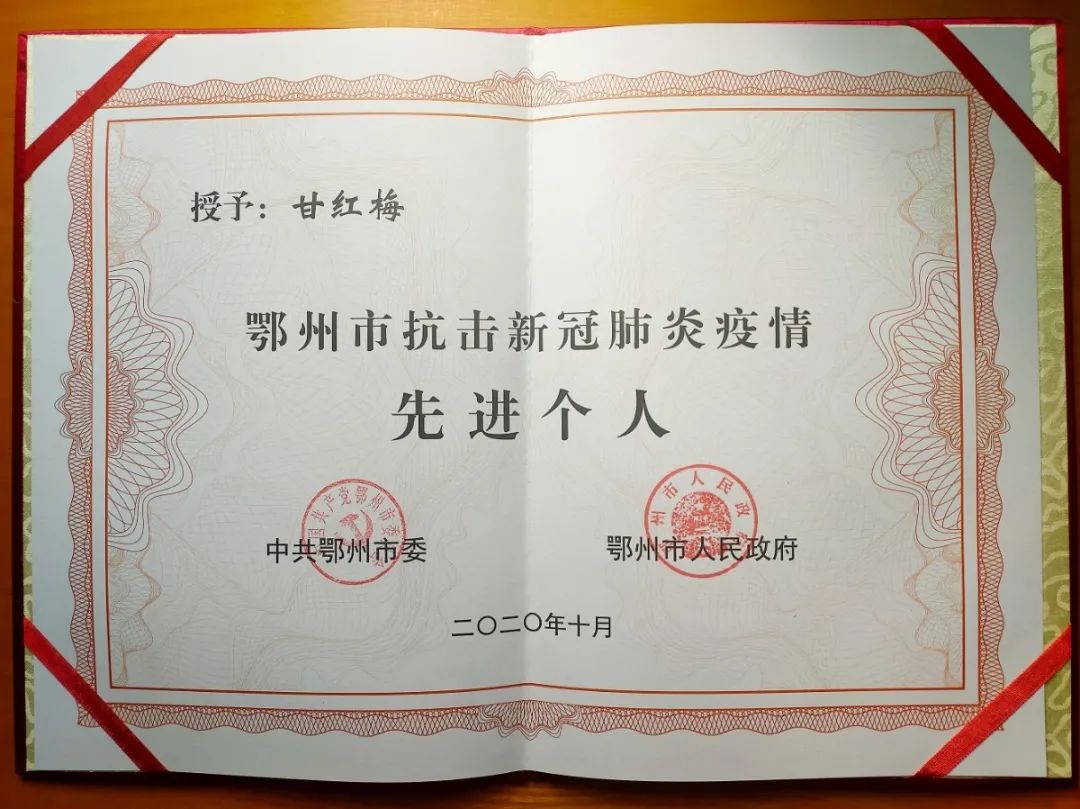 授予：甘红梅
鄂州市抗击新冠肺炎疫情
先进个人
中共鄂州市委
鄂州市人民政府
二〇二〇年十月